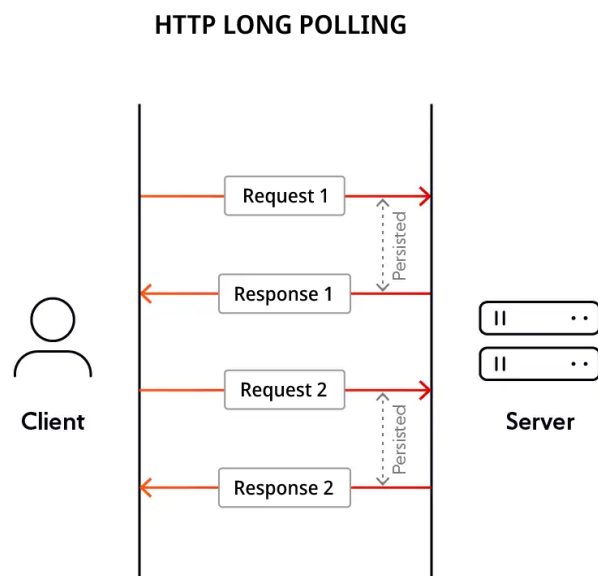 HTTP LONG POLLING
Request 1
Persisted
Response 1
Request 2
Persisted
Response 2
Client
Server